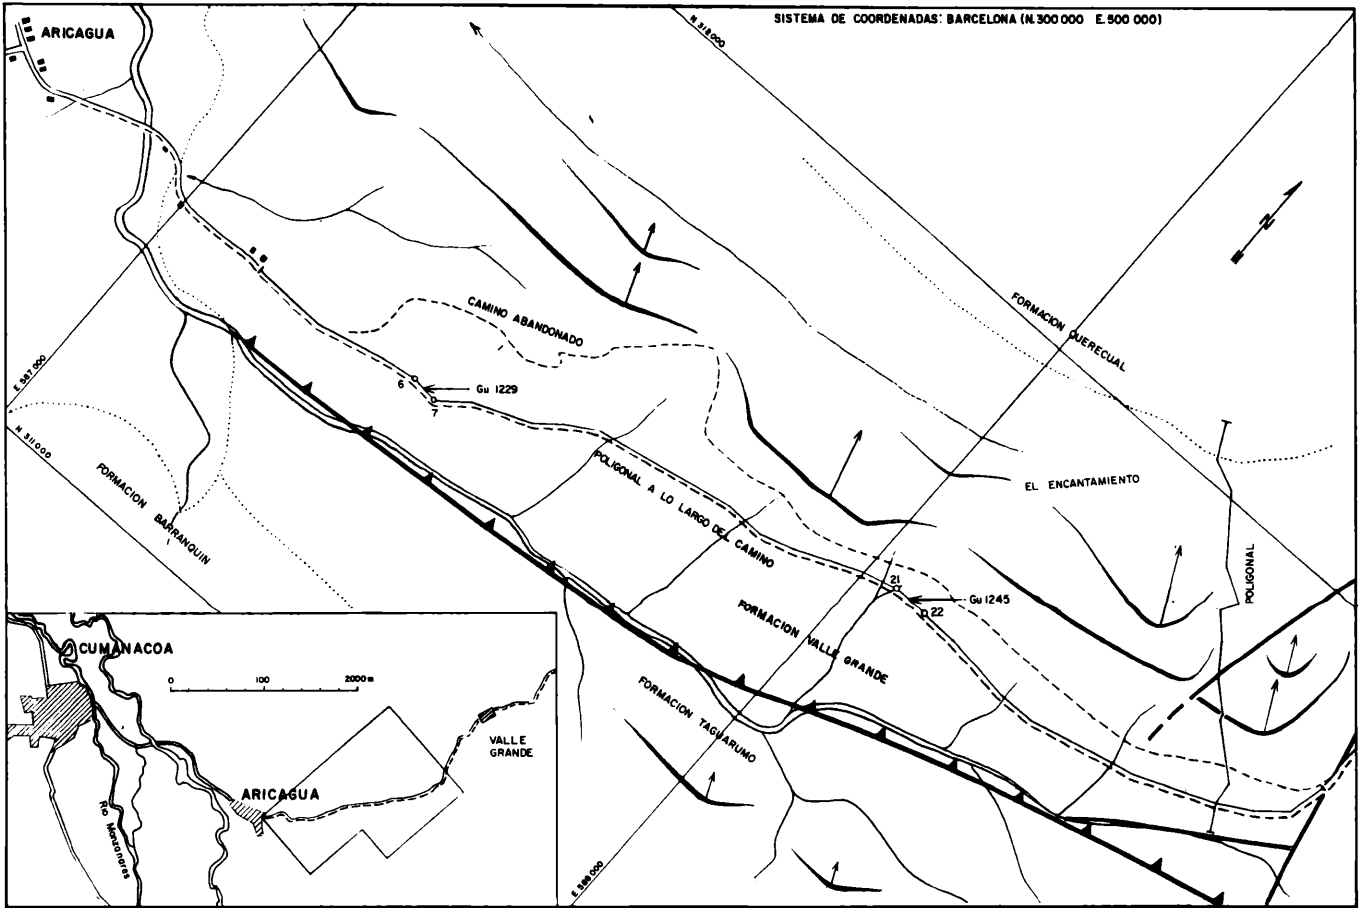 SISTEMA DE COORDENADAS: BARCELONA (N.300 000 E.500 000)
ARICAGUA
N 312 000
N
FORMACION QUERECUAL
CAMINO ABANDONADO
E 587 000
6
Gu 1229
7
N 311 000
FORMACION BARRANQUIN
POLIGONAL A LO LARGO DEL CAMINO
EL ENCANTAMIENTO
POLIGONAL
21
Gu 1245
22
FORMACION VALLE GRANDE
FORMACION TAGUARUMO
E 588 000
CUMANACOA
0 100 2000 m
VALLE
GRANDE
ARICAGUA
Rio Manzanares